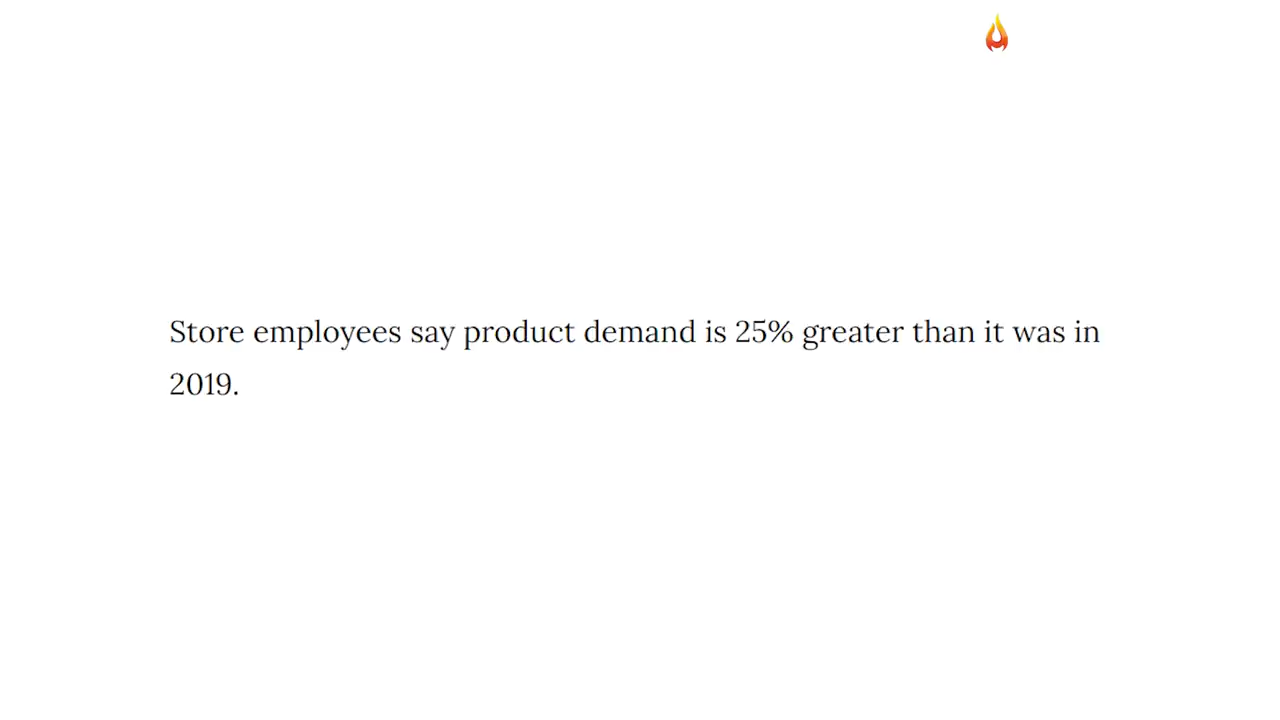 Store employees say product demand is 25% greater than it was in
2019.